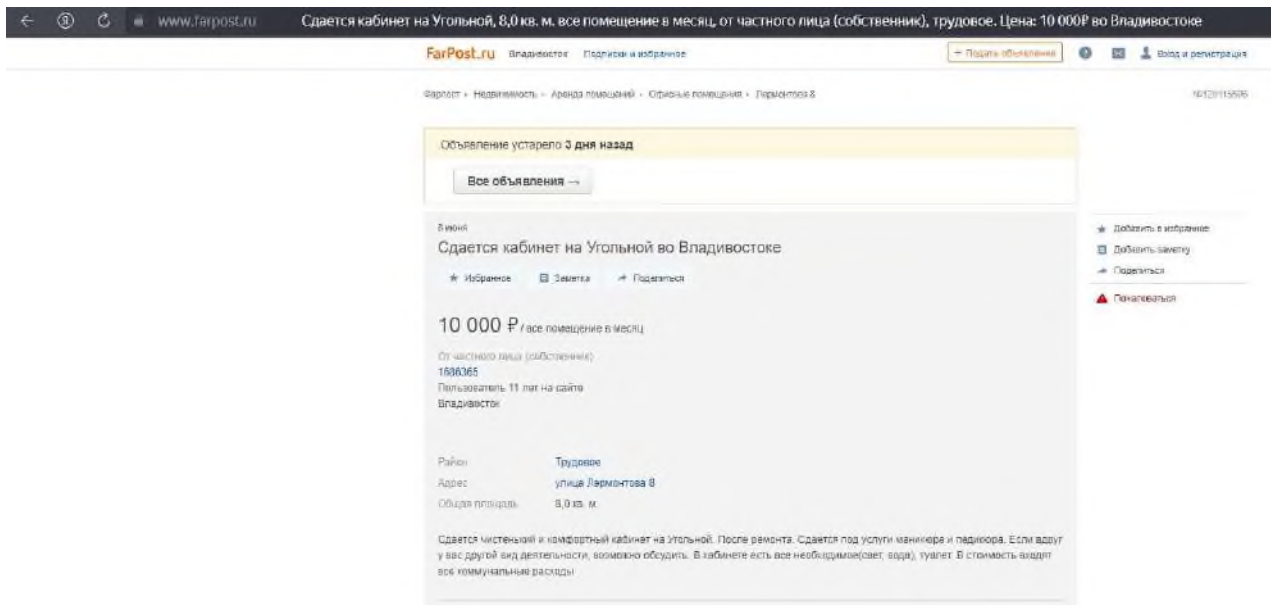 www.farpost.ru Сдается кабинет на Угольной, 8,0 кв. м. все помещение в месяц, от частного лица (собственник), трудовое. Цена: 10 000₽ во Владивостоке
FarPost.ru Владивосток Подписки и избранное + Подать объявление Вход и регистрация
Фарпост › Недвижимость › Аренда помещений › Офисные помещения › Лермонтова 8
Объявление устарело 3 дня назад
Все объявления →
8 июня
Сдается кабинет на Угольной во Владивостоке
Избранное Заметка Поделиться
Добавить в избранное
Добавить заметку
Поделиться
Пожаловаться
10 000 ₽ / все помещение в месяц
От частного лица (собственник)
1686365
Пользователь 11 лет на сайте
Владивосток
Район Трудовое
Адрес улица Лермонтова 8
Общая площадь 8,0 кв. м.
Сдается чистенький и комфортный кабинет на Угольной. После ремонта. Сдается под услуги маникюра и педикюра. Если вдруг
у вас другой вид деятельности, возможно обсудить. В кабинете есть все необходимое(свет, вода), туалет. В стоимость входят
все коммунальные расходы